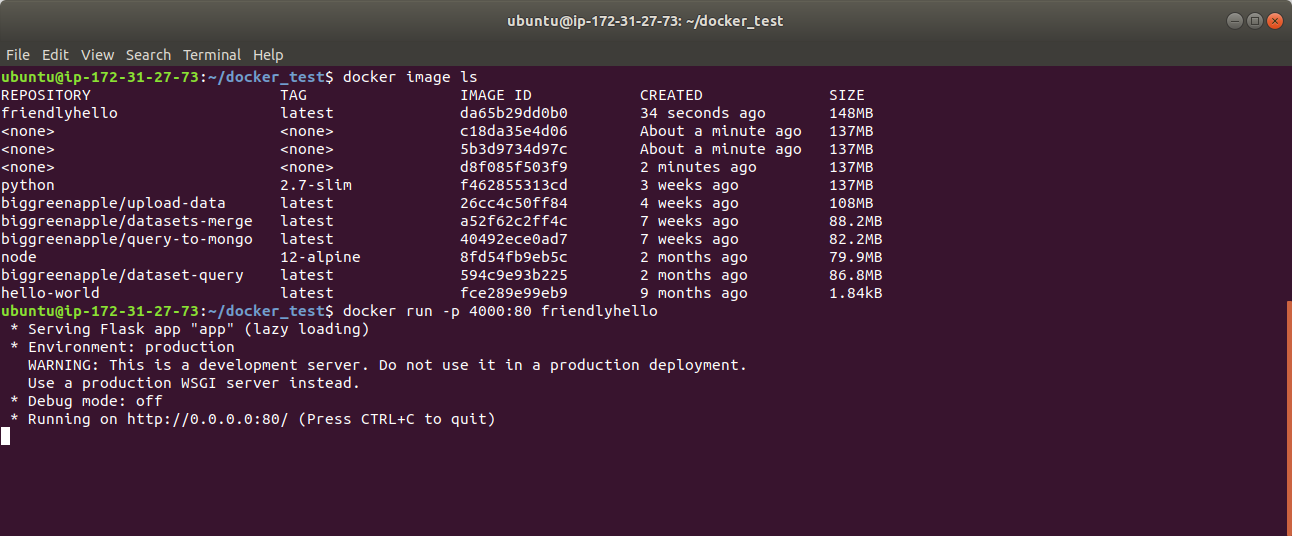 ubuntu@ip-172-31-27-73: ~/docker_test
File Edit View Search Terminal Help
ubuntu@ip-172-31-27-73:~/docker_test$ docker image ls
REPOSITORY TAG IMAGE ID CREATED SIZE
friendlyhello latest da65b29dd0b0 34 seconds ago 148MB
<none> <none> c18da35e4d06 About a minute ago 137MB
<none> <none> 5b3d9734d97c About a minute ago 137MB
<none> <none> d8f085f503f9 2 minutes ago 137MB
python 2.7-slim f462855313cd 3 weeks ago 137MB
biggreenapple/upload-data latest 26cc4c50ff84 4 weeks ago 108MB
biggreenapple/datasets-merge latest a52f62c2ff4c 7 weeks ago 88.2MB
biggreenapple/query-to-mongo latest 40492ece0ad7 7 weeks ago 82.2MB
node 12-alpine 8fd54fb9eb5c 2 months ago 79.9MB
biggreenapple/dataset-query latest 594c9e93b225 2 months ago 86.8MB
hello-world latest fce289e99eb9 9 months ago 1.84kB
ubuntu@ip-172-31-27-73:~/docker_test$ docker run -p 4000:80 friendlyhello
* Serving Flask app "app" (lazy loading)
* Environment: production
WARNING: This is a development server. Do not use it in a production deployment.
Use a production WSGI server instead.
* Debug mode: off
* Running on http://0.0.0.0:80/ (Press CTRL+C to quit)